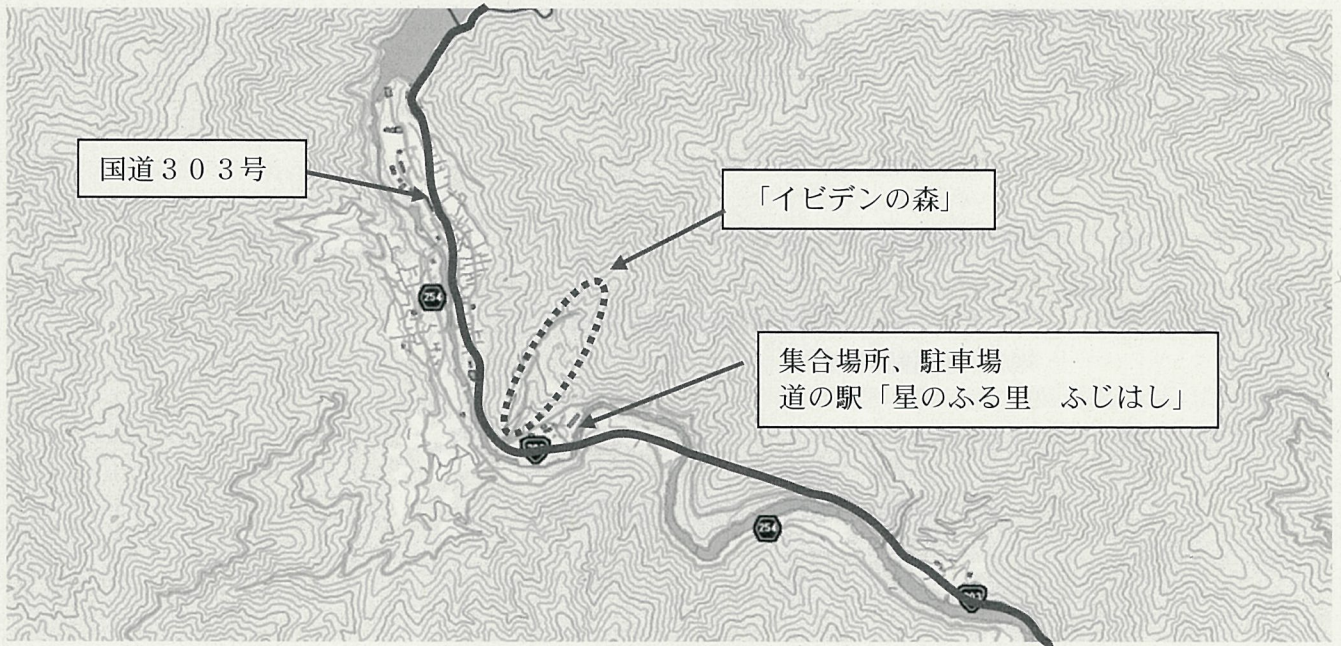 国道３０３号
「イビデンの森」
集合場所、駐車場
道の駅「星のふる里　ふじはし」
254
254
303